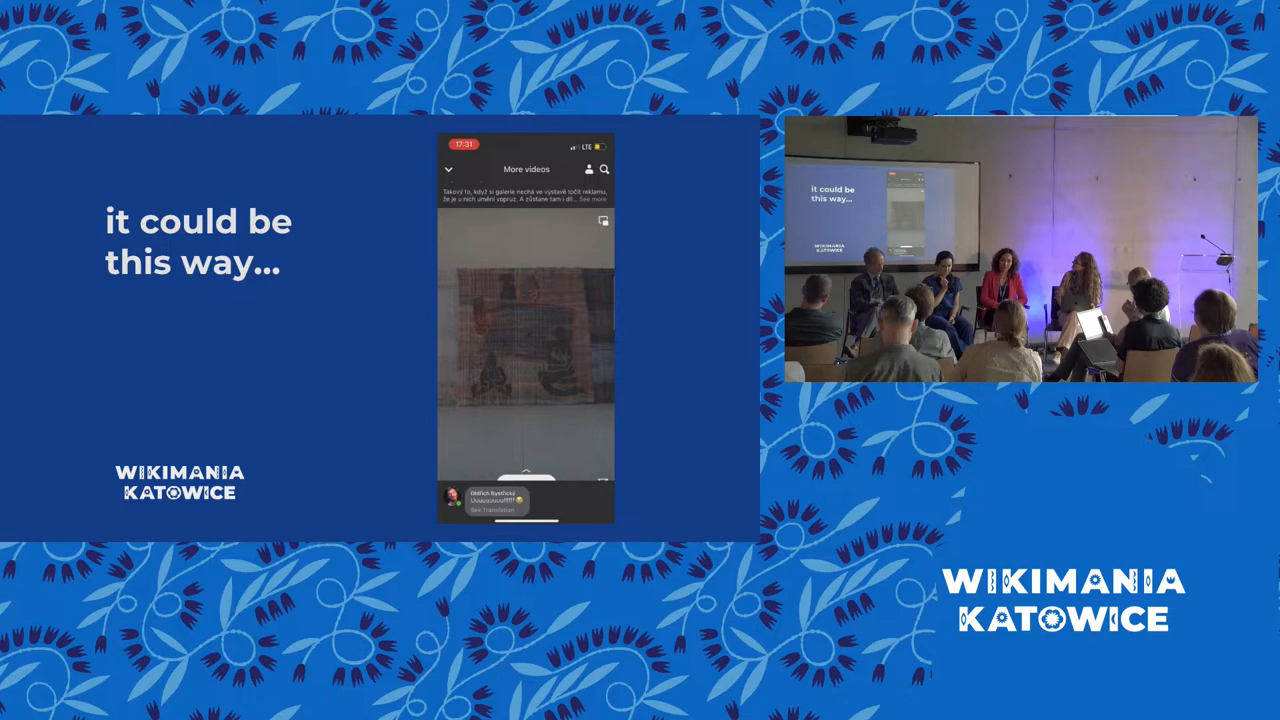 it could be
this way...
WIKIMANIA
KATOWICE
17:31
LTE
More videos
Takový to, když si galerie nechá ve výstavě točit reklamu,
že je u nich umění vopruz. A zůstane tam i díl... See more
Oldřich Bystřický
See Translation
it could be
this way...
WIKIMANIA
KATOWICE
WIKIMANIA
KATOWICE